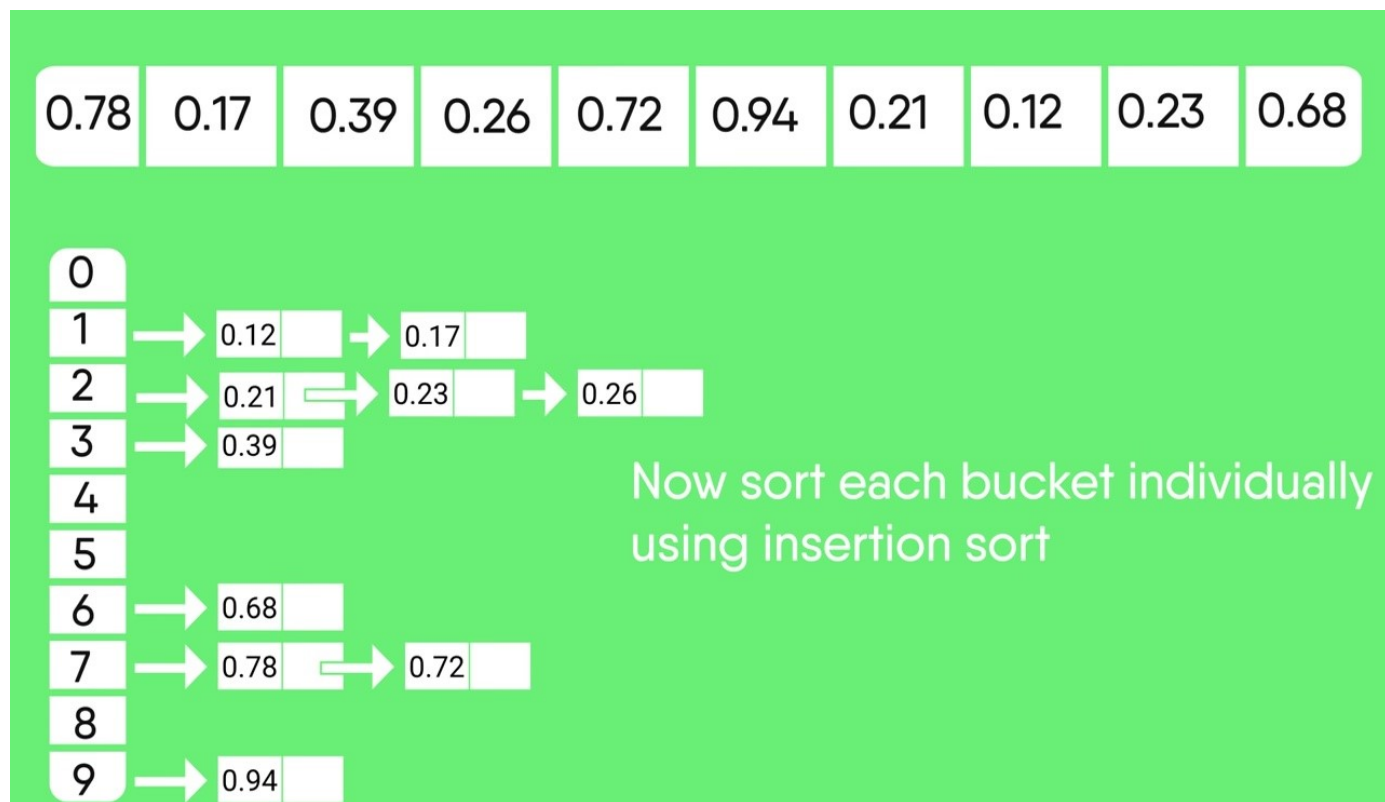 0.78 0.17 0.39 0.26 0.72 0.94 0.21 0.12 0.23 0.68
0
1 0.12 0.17
2 0.21 0.23 0.26
3 0.39
4
Now sort each bucket individually
using insertion sort
5
6 0.68
7 0.78 0.72
8
9 0.94